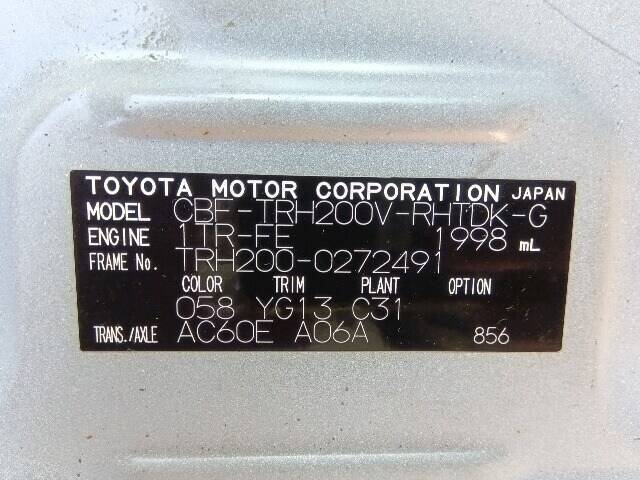 TOYOTA MOTOR CORPORATION JAPAN
MODEL CBF-TRH200V-RHTDK-G
ENGINE 1TR-FE 1998 mL
FRAME No. TRH200-0272491
COLOR TRIM PLANT OPTION
058 YG13 C31
TRANS./AXLE AC60E A06A 856